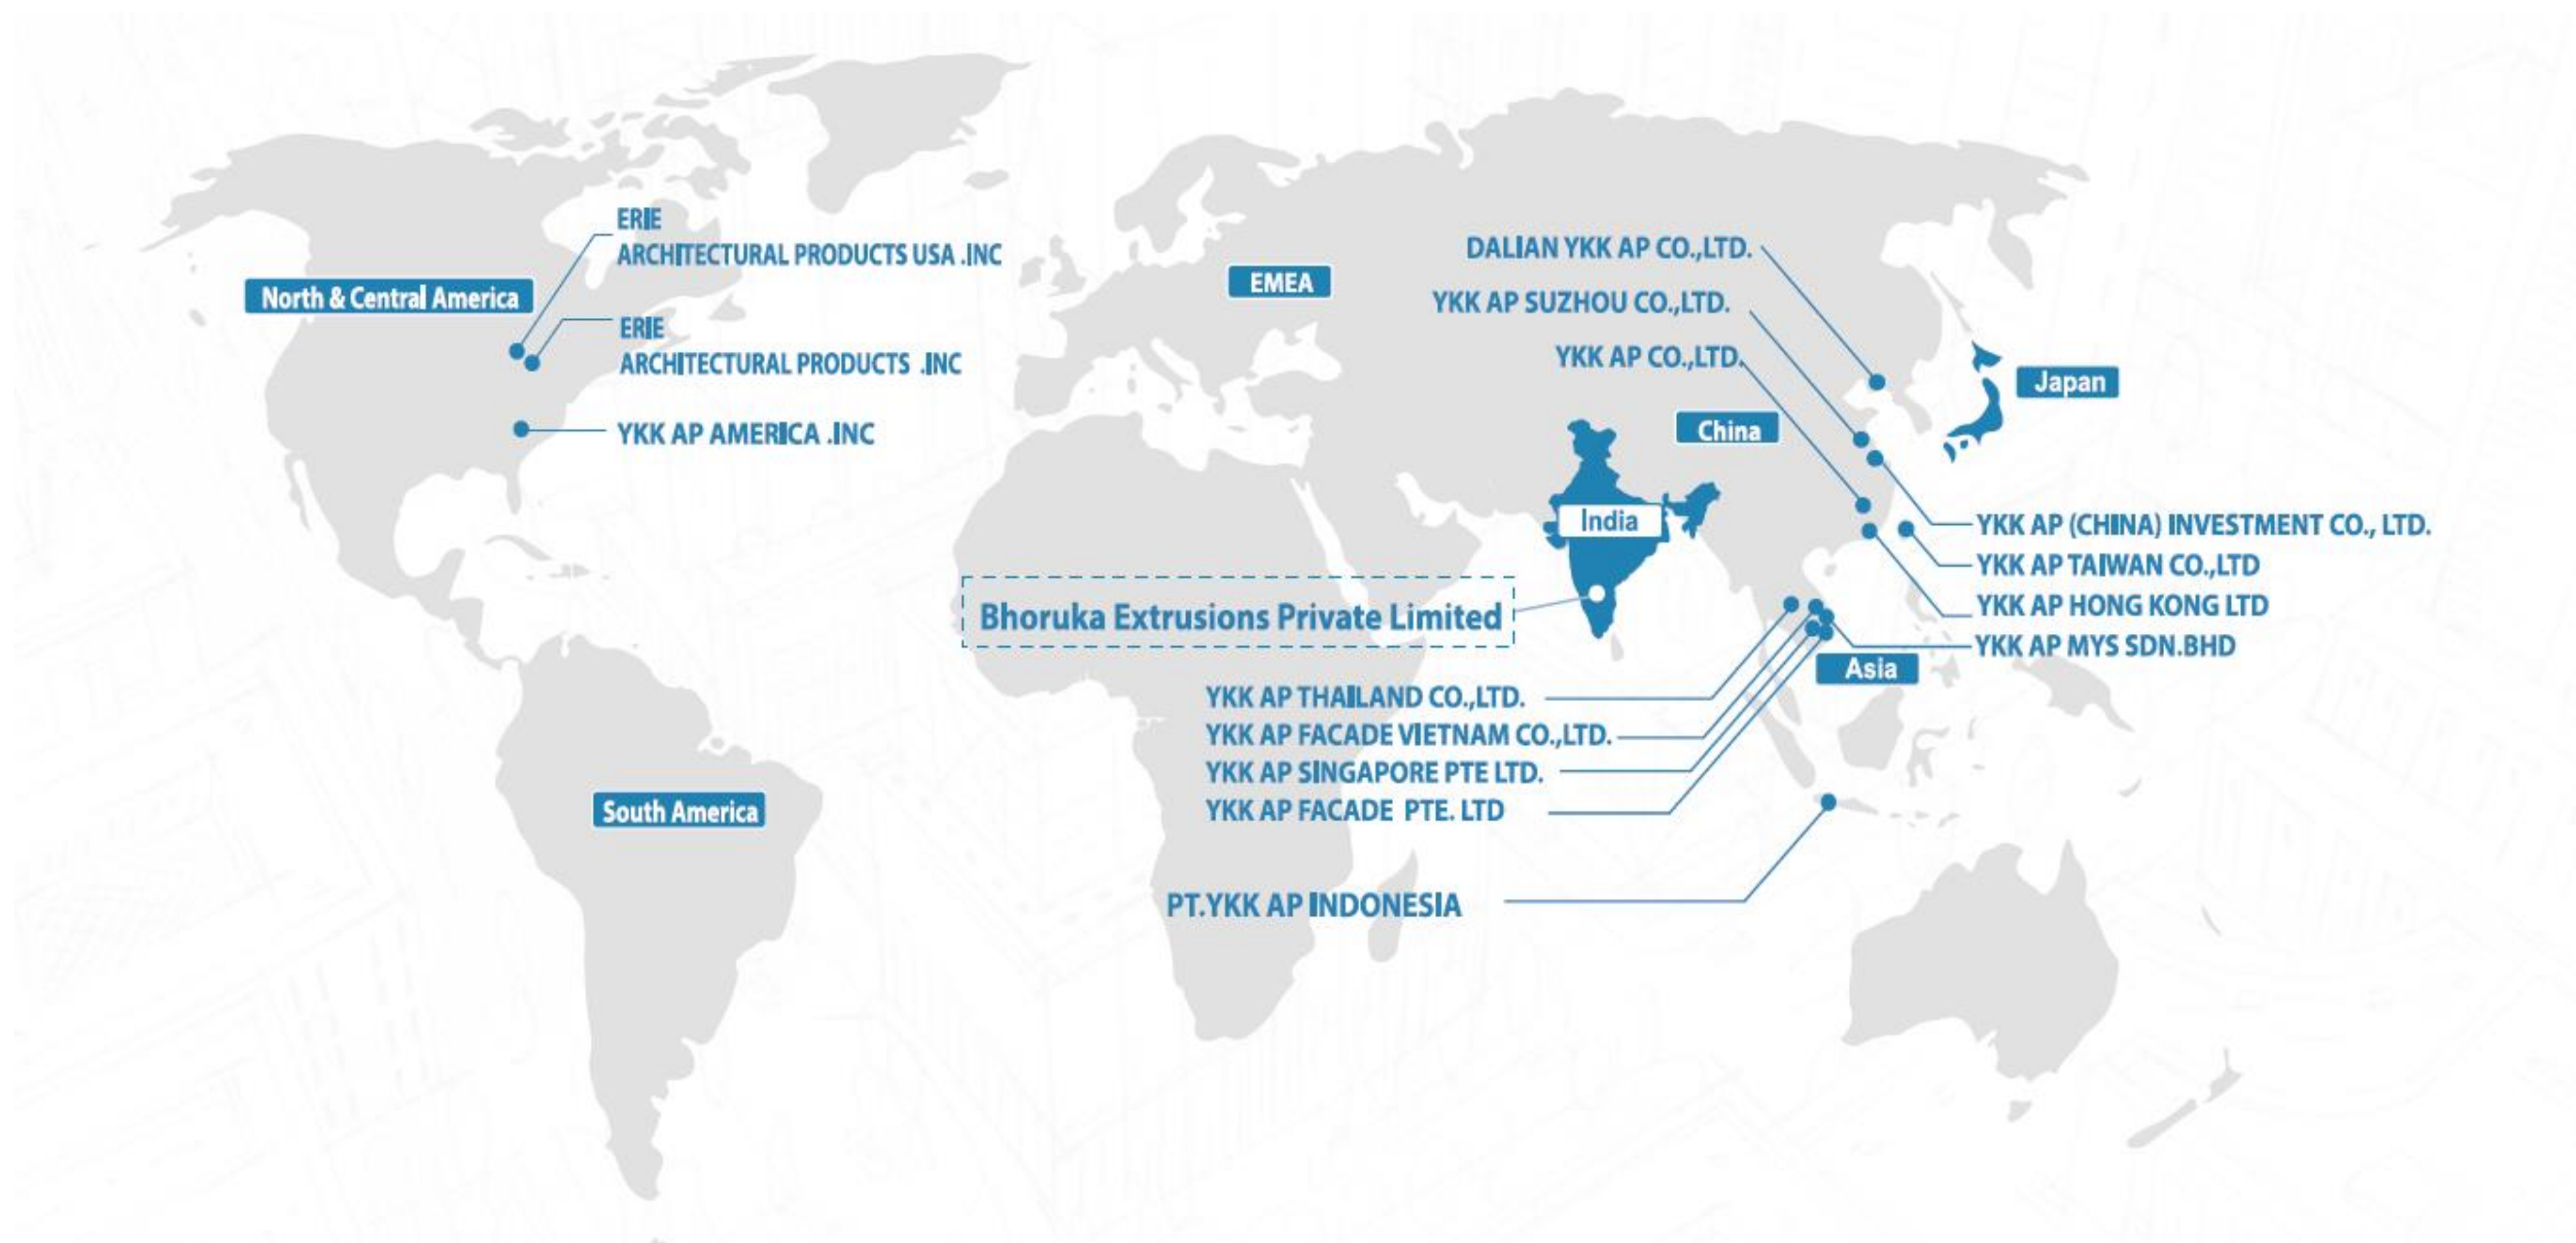 ERIE
ARCHITECTURAL PRODUCTS USA .INC
North & Central America
ERIE
ARCHITECTURAL PRODUCTS .INC
YKK AP AMERICA .INC
South America
EMEA
DALIAN YKK AP CO.,LTD.
YKK AP SUZHOU CO.,LTD.
YKK AP CO.,LTD.
Japan
China
India
Bhoruka Extrusions Private Limited
YKK AP (CHINA) INVESTMENT CO., LTD.
YKK AP TAIWAN CO.,LTD
YKK AP HONG KONG LTD
YKK AP MYS SDN.BHD
Asia
YKK AP THAILAND CO.,LTD.
YKK AP FACADE VIETNAM CO.,LTD.
YKK AP SINGAPORE PTE LTD.
YKK AP FACADE PTE. LTD
PT.YKK AP INDONESIA